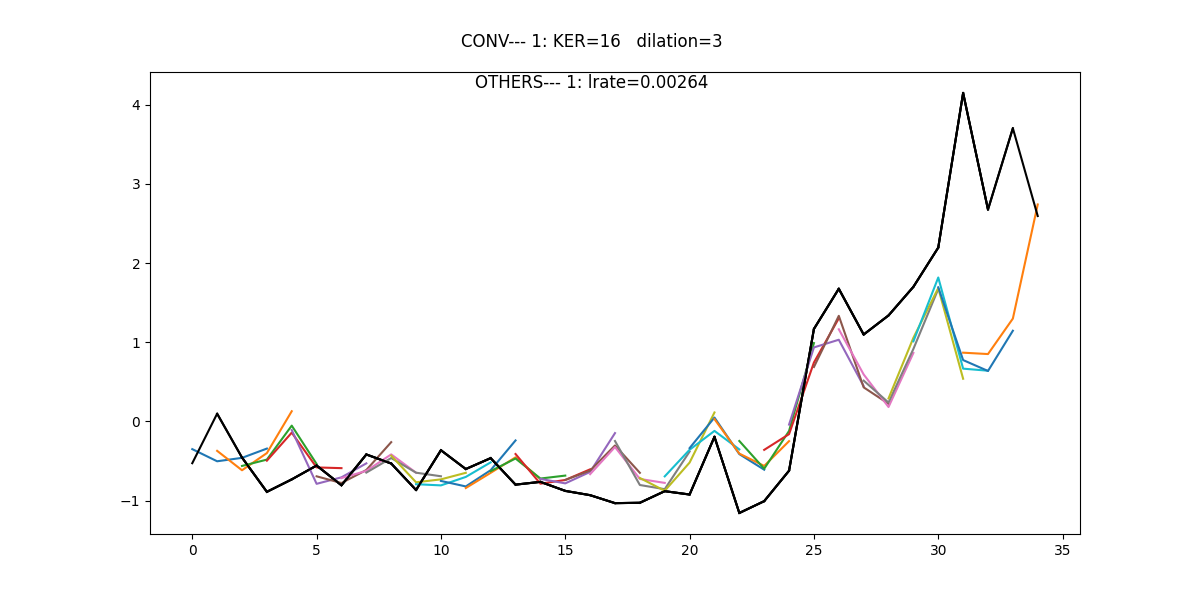 CONV--- 1: KER=16   dilation=3
OTHERS--- 1: lrate=0.00264
4
3
2
1
0
−1
0 5 10 15 20 25 30 35